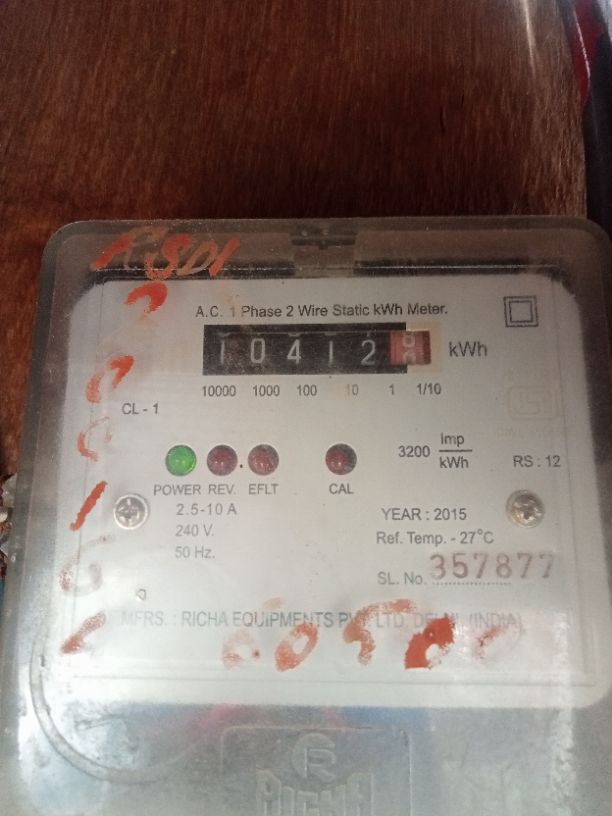 RSDI
A.C. 1 Phase 2 Wire Static kWh Meter.
10412 kWh
10000 1000 100 10 1 1/10
CL - 1
3200 imp/kWh
RS : 12
POWER REV. EFLT CAL
2.5-10 A
240 V.
50 Hz.
YEAR : 2015
Ref. Temp. - 27°C
SL. No. 357877
MFRS. : RICHA EQUIPMENTS PVT. LTD. DELHI (INDIA)
RICHA